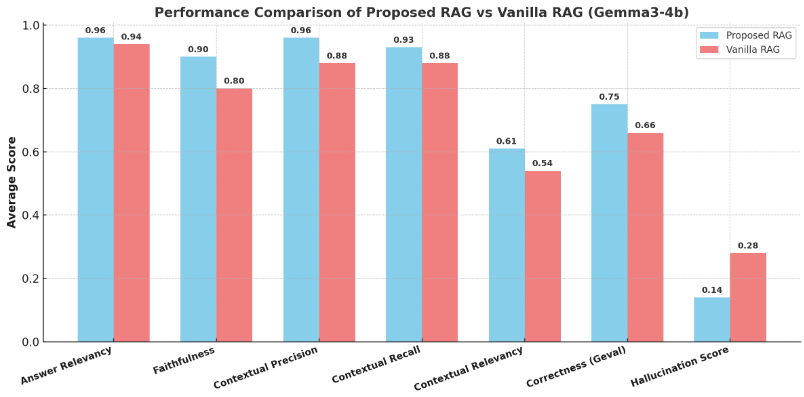 Performance Comparison of Proposed RAG vs Vanilla RAG (Gemma3-4b)
Proposed RAG
Vanilla RAG
Average Score
1.0
0.8
0.6
0.4
0.2
0.0
0.96 0.94
0.90 0.80
0.96 0.88
0.93 0.88
0.61 0.54
0.75 0.66
0.14 0.28
Answer Relevancy
Faithfulness
Contextual Precision
Contextual Recall
Contextual Relevancy
Correctness (Geval)
Hallucination Score